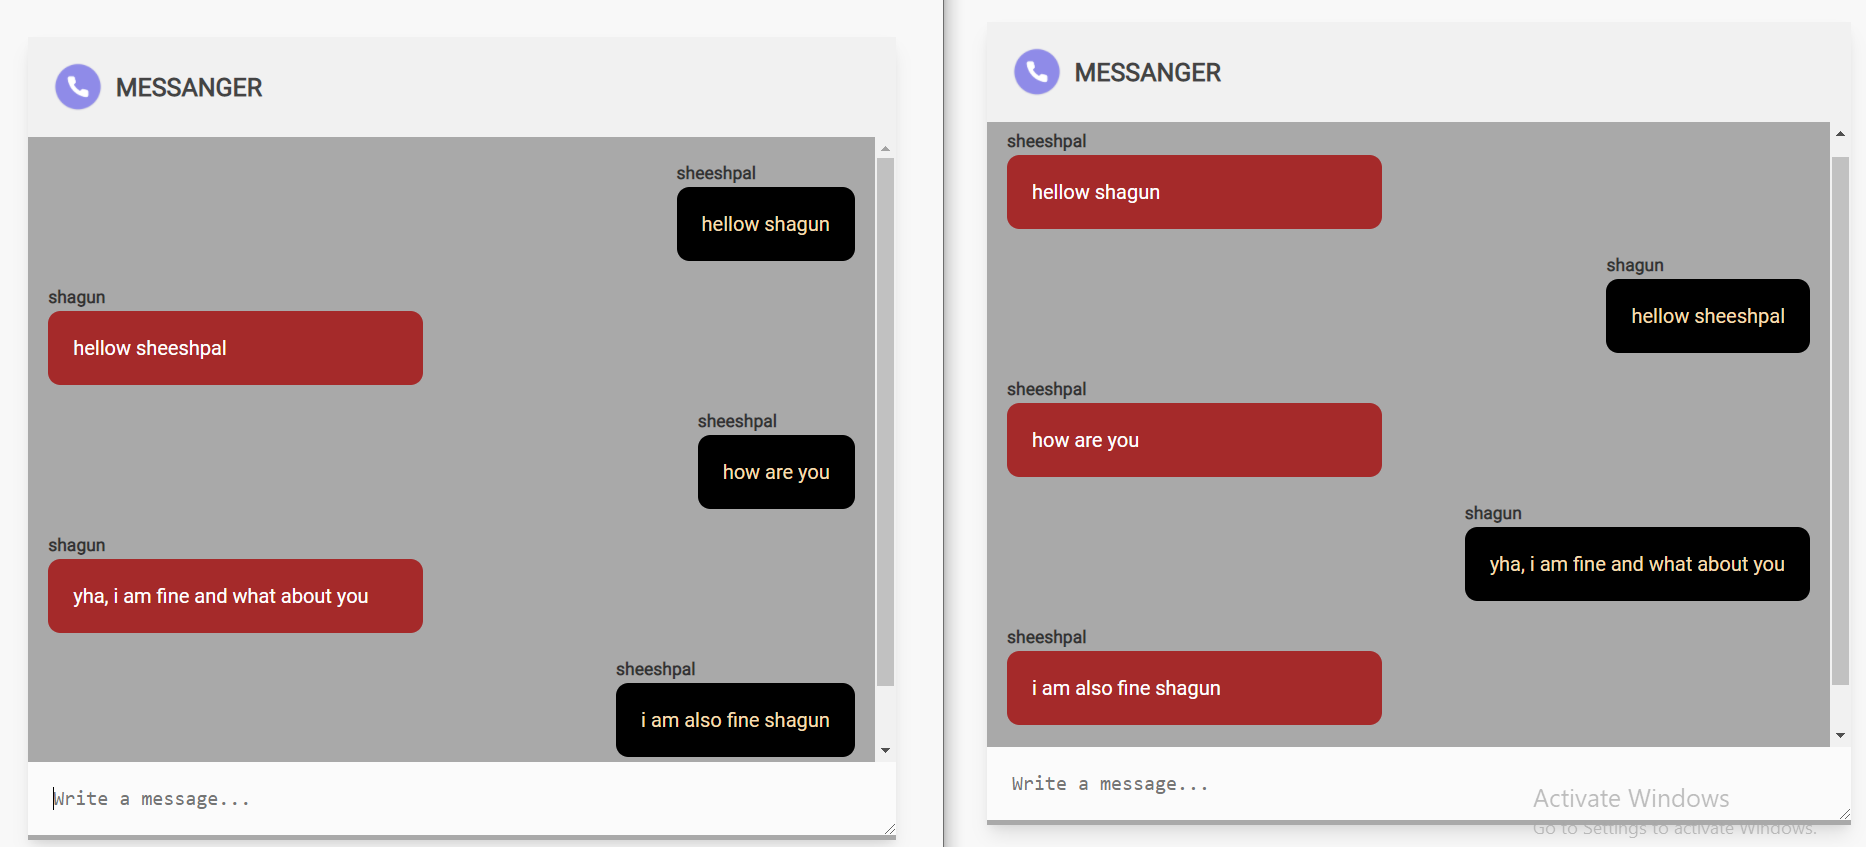 MESSANGER
sheeshpal
hellow shagun
shagun
hellow sheeshpal
sheeshpal
how are you
shagun
yha, i am fine and what about you
sheeshpal
i am also fine shagun
Write a message...
MESSANGER
sheeshpal
hellow shagun
shagun
hellow sheeshpal
sheeshpal
how are you
shagun
yha, i am fine and what about you
sheeshpal
i am also fine shagun
Write a message...
Activate Windows
Go to Settings to activate Windows.